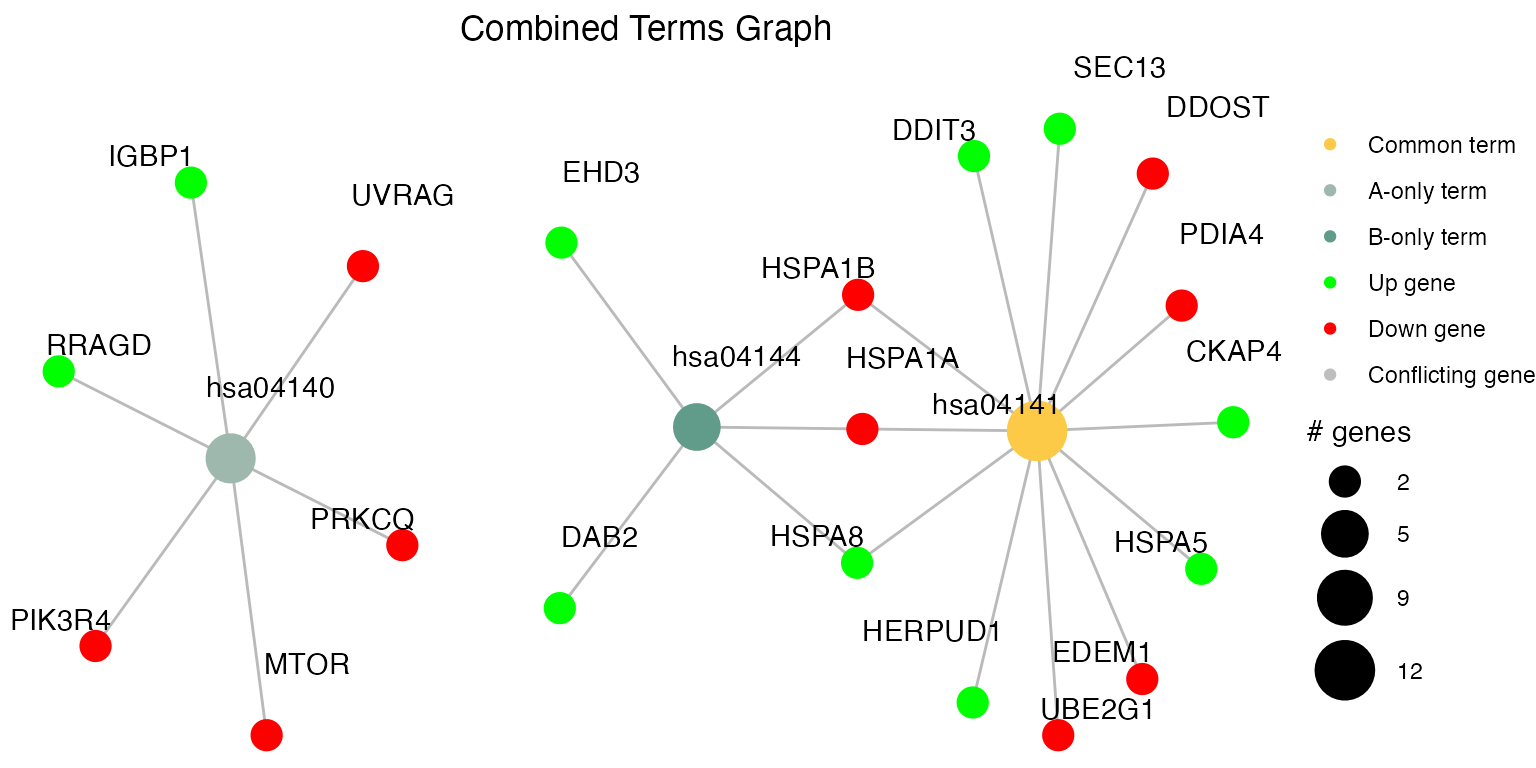 Combined Terms Graph
SEC13
DDOST
DDIT3
IGBP1
EHD3
UVRAG
PDIA4
HSPA1B
RRAGD
hsa04144
HSPA1A
CKAP4
hsa04140
hsa04141
PRKCQ
DAB2
HSPA8
HSPA5
PIK3R4
HERPUD1
MTOR
EDEM1
UBE2G1
Common term
A-only term
B-only term
Up gene
Down gene
Conflicting gene
# genes
2
5
9
12